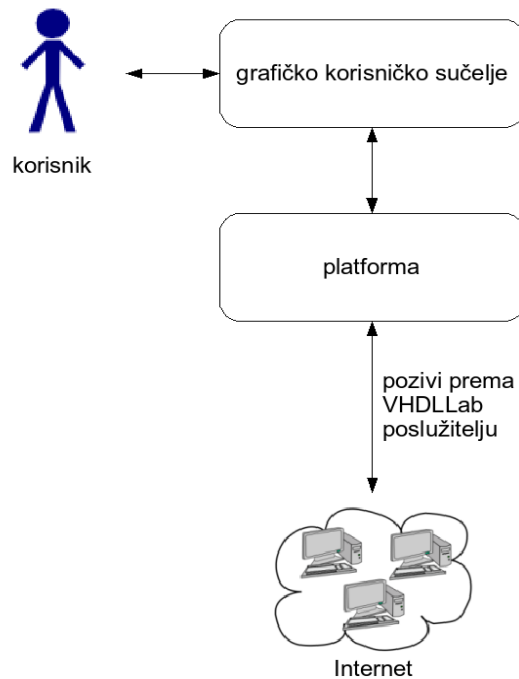 grafičko korisničko sučelje
korisnik
platforma
pozivi prema
VHDLLab
poslužitelju
Internet